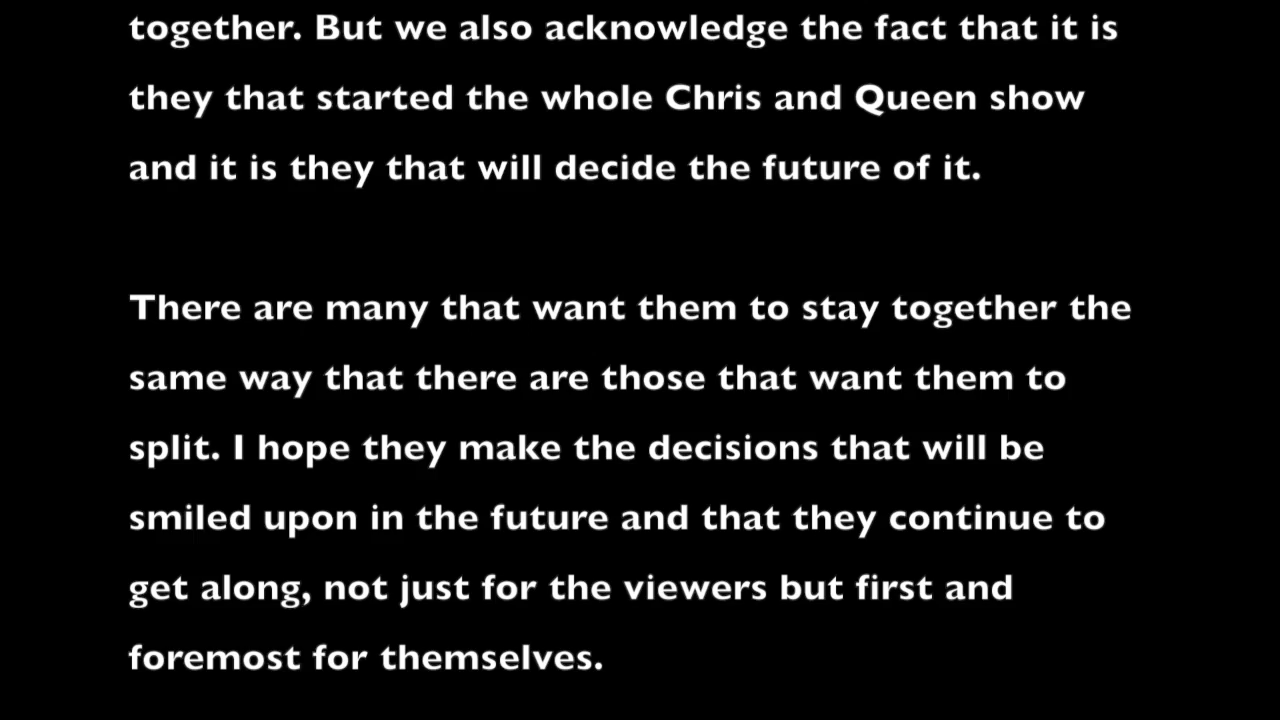 together. But we also acknowledge the fact that it is
they that started the whole Chris and Queen show
and it is they that will decide the future of it.
There are many that want them to stay together the
same way that there are those that want them to
split. I hope they make the decisions that will be
smiled upon in the future and that they continue to
get along, not just for the viewers but first and
foremost for themselves.